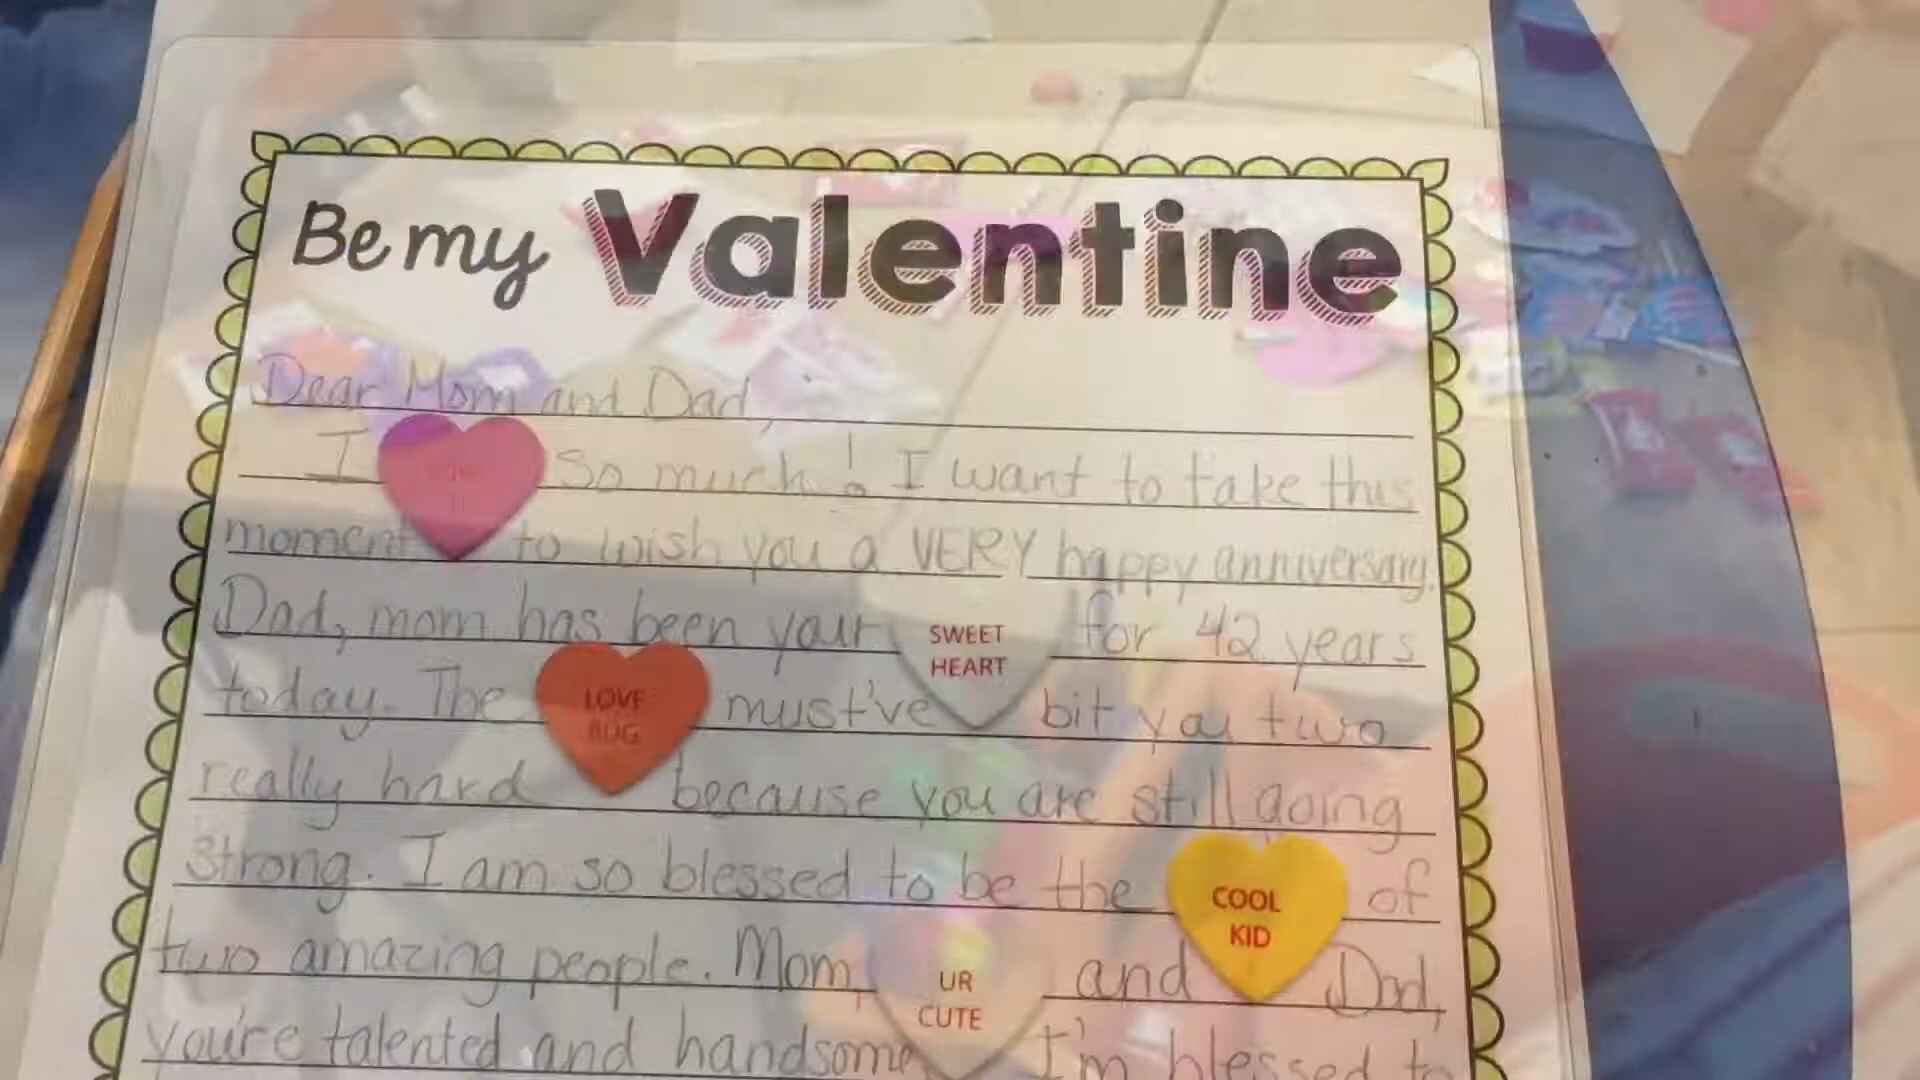 Be my Valentine
Dear Mom and Dad,
I so much! I want to take this
moment to wish you a VERY happy anniversary.
Dad, mom has been your SWEET HEART for 42 years
today. The LOVE BUG must've bit you two
really hard because you are still going
strong. I am so blessed to be the COOL KID of
two amazing people. Mom, UR CUTE and Dad,
you're talented and handsome I'm blessed to